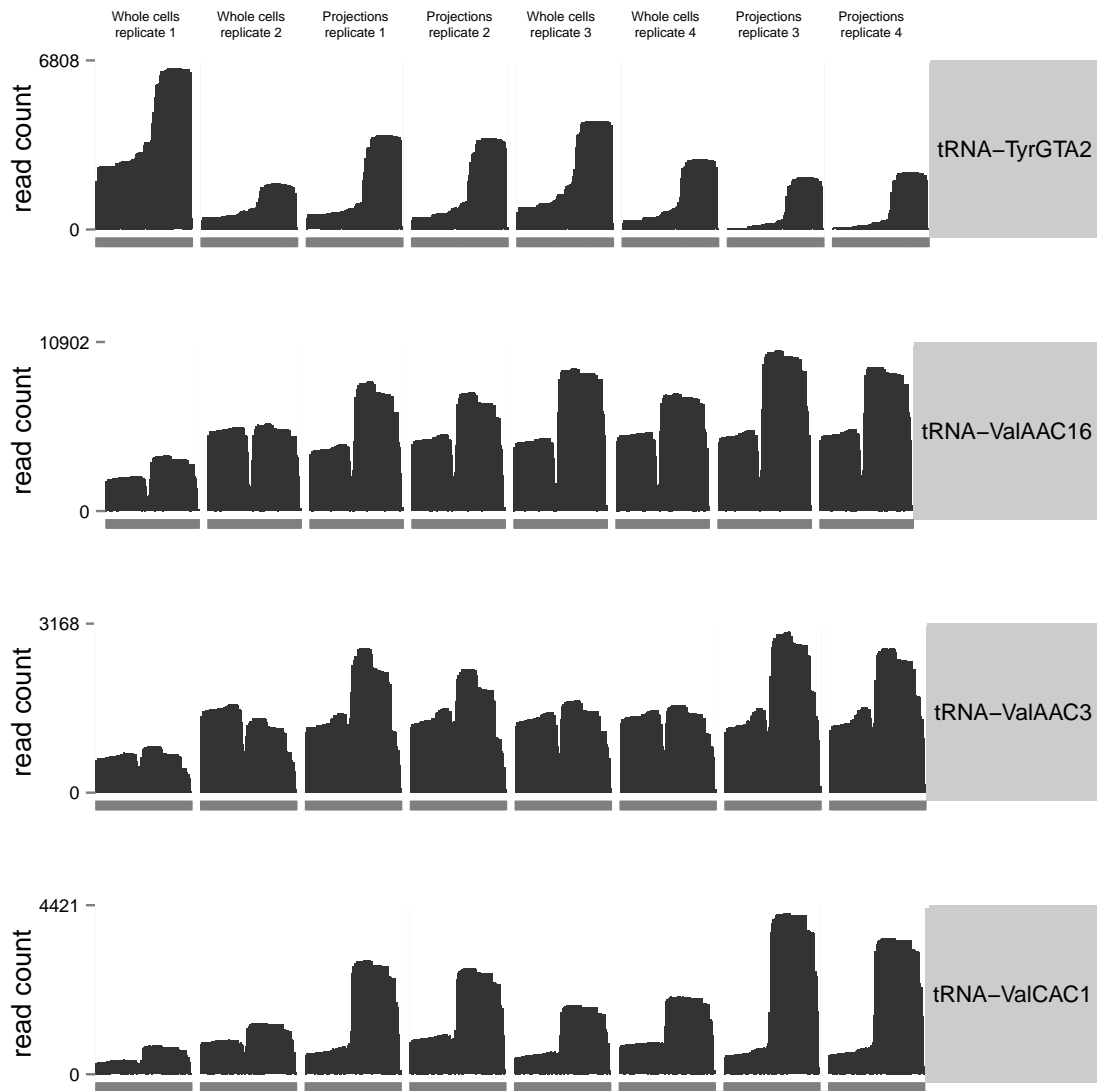 Whole cells replicate 1
Whole cells replicate 2
Projections replicate 1
Projections replicate 2
Whole cells replicate 3
Whole cells replicate 4
Projections replicate 3
Projections replicate 4
6808
read count
0
tRNA−TyrGTA2
10902
read count
0
tRNA−ValAAC16
3168
read count
0
tRNA−ValAAC3
4421
read count
0
tRNA−ValCAC1